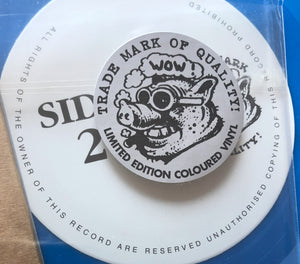 TRADE MARK OF QUALITY!
WOW
LIMITED EDITION COLOURED VINYL
SID
2
ALL RIGHTS OF THE OWNER OF THIS RECORD ARE RESERVED UNAUTHORISED COPYING OF THIS RECORD PROHIBITED